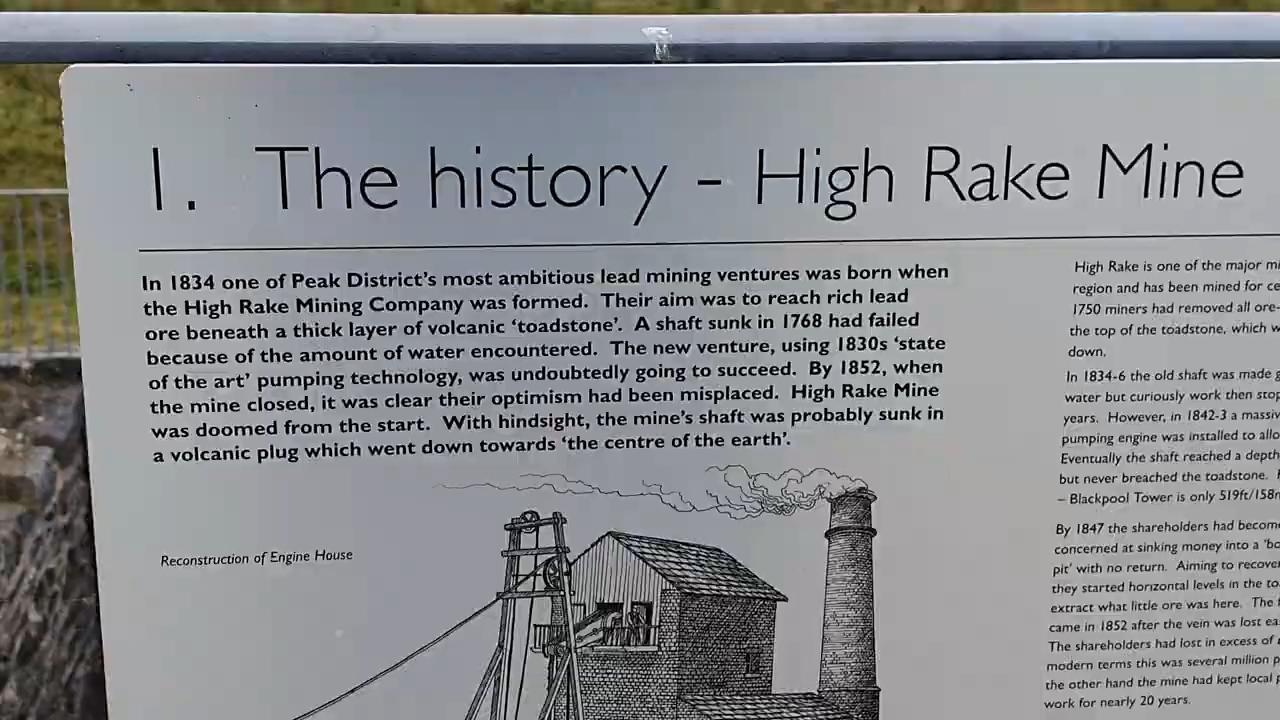 1. The history - High Rake Mine
In 1834 one of Peak District's most ambitious lead mining ventures was born when
the High Rake Mining Company was formed. Their aim was to reach rich lead
ore beneath a thick layer of volcanic ‘toadstone’. A shaft sunk in 1768 had failed
because of the amount of water encountered. The new venture, using 1830s ‘state
of the art’ pumping technology, was undoubtedly going to succeed. By 1852, when
the mine closed, it was clear their optimism had been misplaced. High Rake Mine
was doomed from the start. With hindsight, the mine's shaft was probably sunk in
a volcanic plug which went down towards ‘the centre of the earth’.
Reconstruction of Engine House
High Rake is one of the major
region and has been mined for
1750 miners had removed all ore
the top of the toadstone, which
down.
In 1834-6 the old shaft was made
water but curiously work then
years. However, in 1842-3 a
pumping engine was installed to
Eventually the shaft reached a depth
but never breached the toadstone.
– Blackpool Tower is only 519ft/158m
By 1847 the shareholders had
concerned at sinking money into a
pit’ with no return. Aiming to
they started horizontal levels in the
extract what little ore was here. The
came in 1852 after the vein was lost
The shareholders had lost in excess of
modern terms this was several million
the other hand the mine had kept local
work for nearly 20 years.